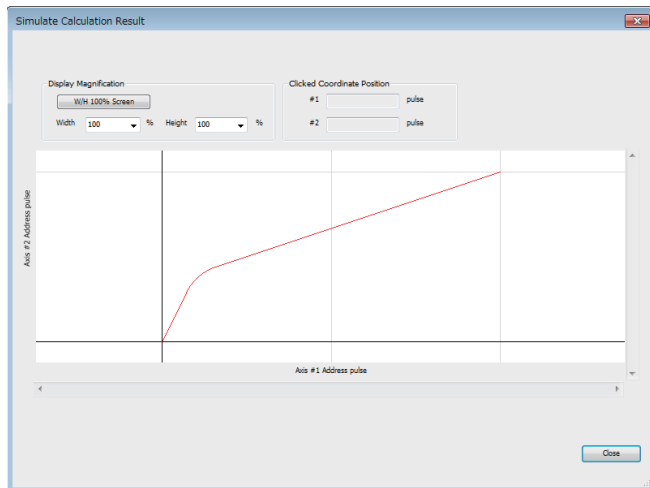 Simulate Calculation Result
Display Magnification
W/H 100% Screen
Width 100 % Height 100 %
Clicked Coordinate Position
#1 pulse
#2 pulse
Axis #2 Address pulse
Axis #1 Address pulse
Close